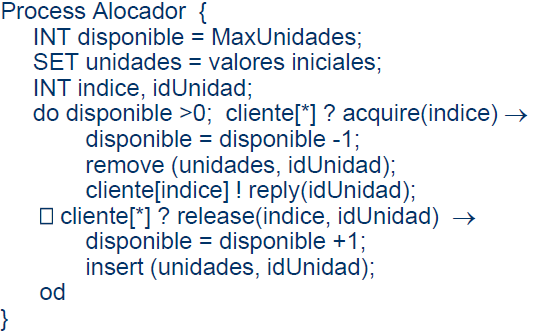 Process Alocador {
INT disponible = MaxUnidades;
SET unidades = valores iniciales;
INT indice, idUnidad;
do disponible >0; cliente[*] ? acquire(indice) →
disponible = disponible -1;
remove (unidades, idUnidad);
cliente[indice] ! reply(idUnidad);
□ cliente[*] ? release(indice, idUnidad) →
disponible = disponible +1;
insert (unidades, idUnidad);
od
}